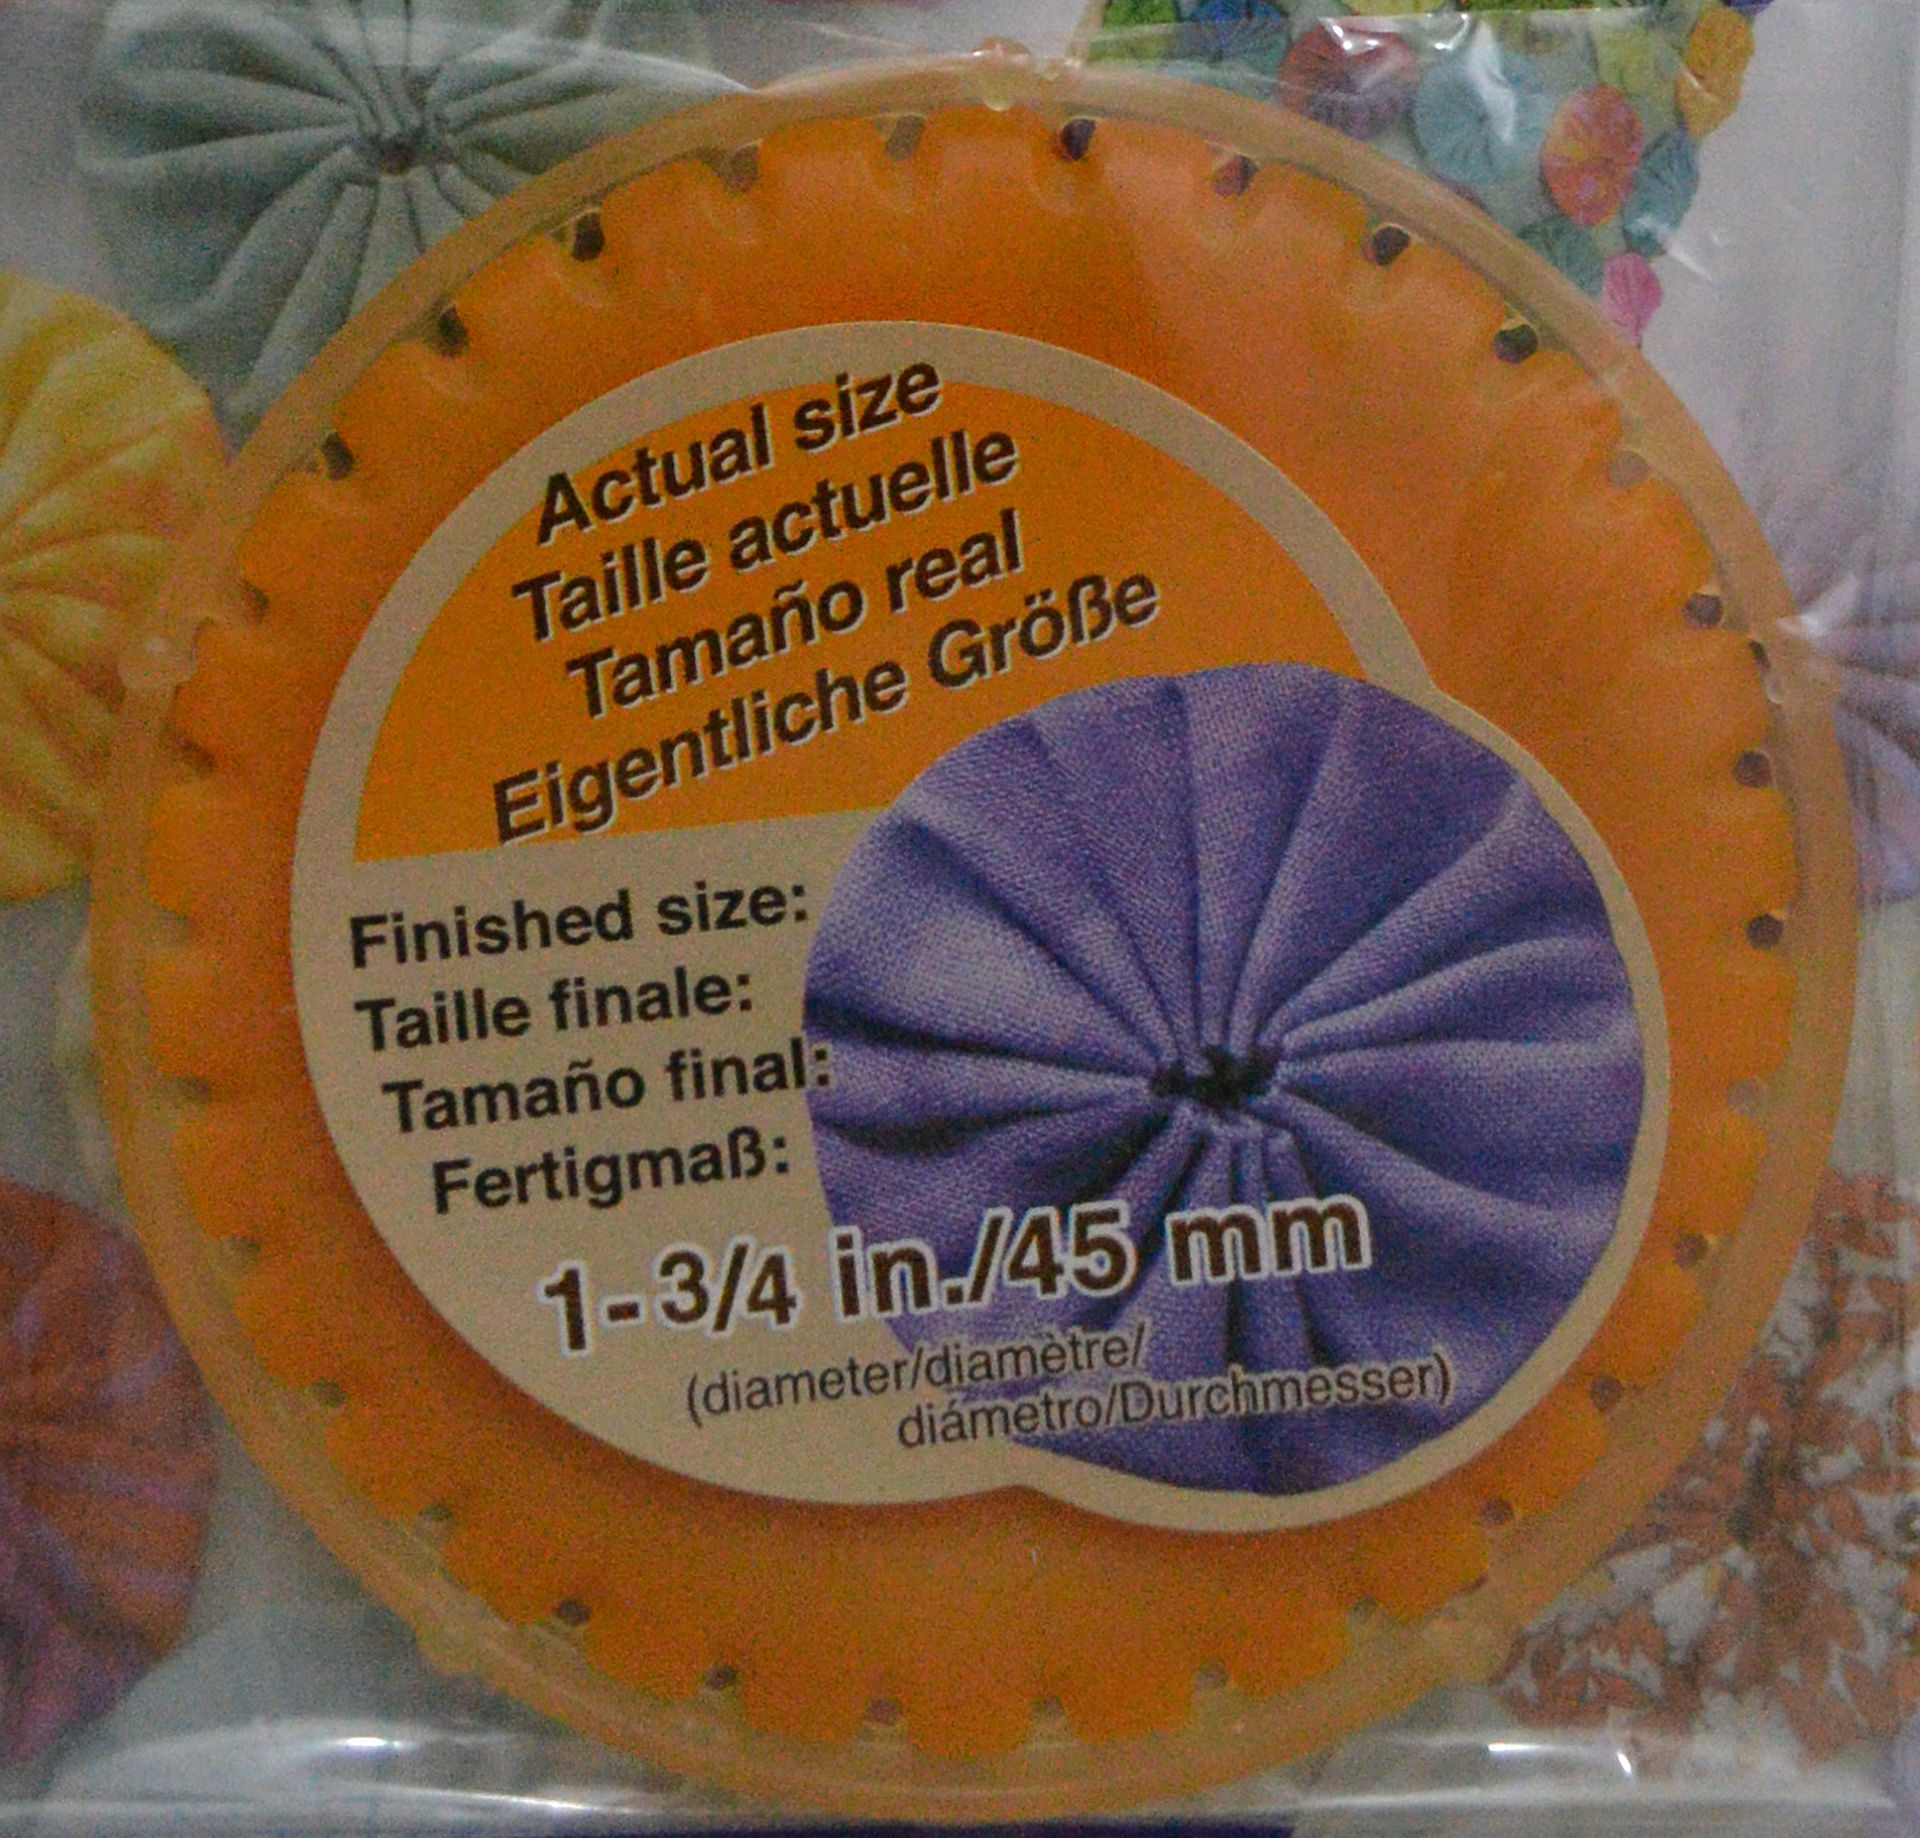 Actual size
Taille actuelle
Tamaño real
Eigentliche Größe
Finished size:
Taille finale:
Tamaño final:
Fertigmaß:
1-3/4 in./45 mm
(diameter/diamètre/
diámetro/Durchmesser)